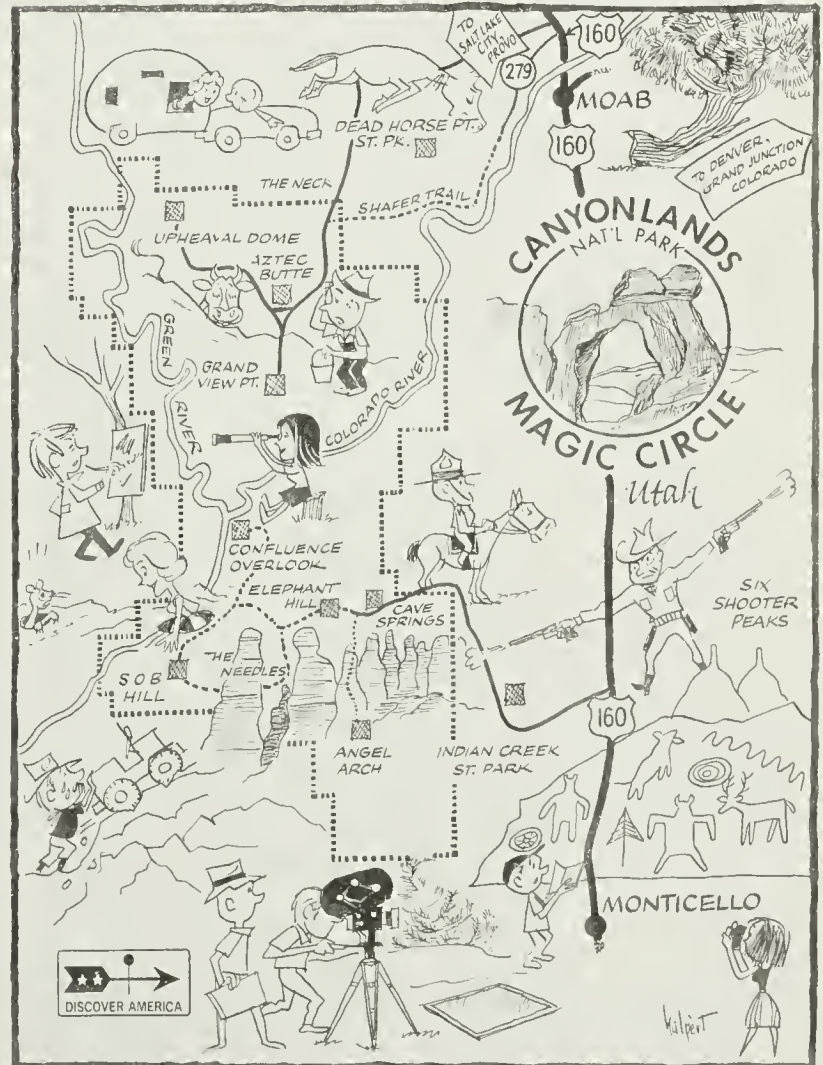 TO
SALT LAKE
CITY,
PROVO
279
160
MOAB
160
DEAD HORSE PT.
ST. PK.
TO DENVER,
GRAND JUNCTION
COLORADO
THE NECK
SHAFER TRAIL
UPHEAVAL DOME
AZTEC
BUTTE
CANYONLANDS
NAT'L PARK
MAGIC CIRCLE
Utah
GREEN
RIVER
GRAND
VIEW PT.
COLORADO RIVER
CONFLUENCE
OVERLOOK
ELEPHANT
HILL
CAVE
SPRINGS
SIX
SHOOTER
PEAKS
THE
NEEDLES
S.O.B
HILL
160
ANGEL
ARCH
INDIAN CREEK
ST. PARK
MONTICELLO
DISCOVER AMERICA